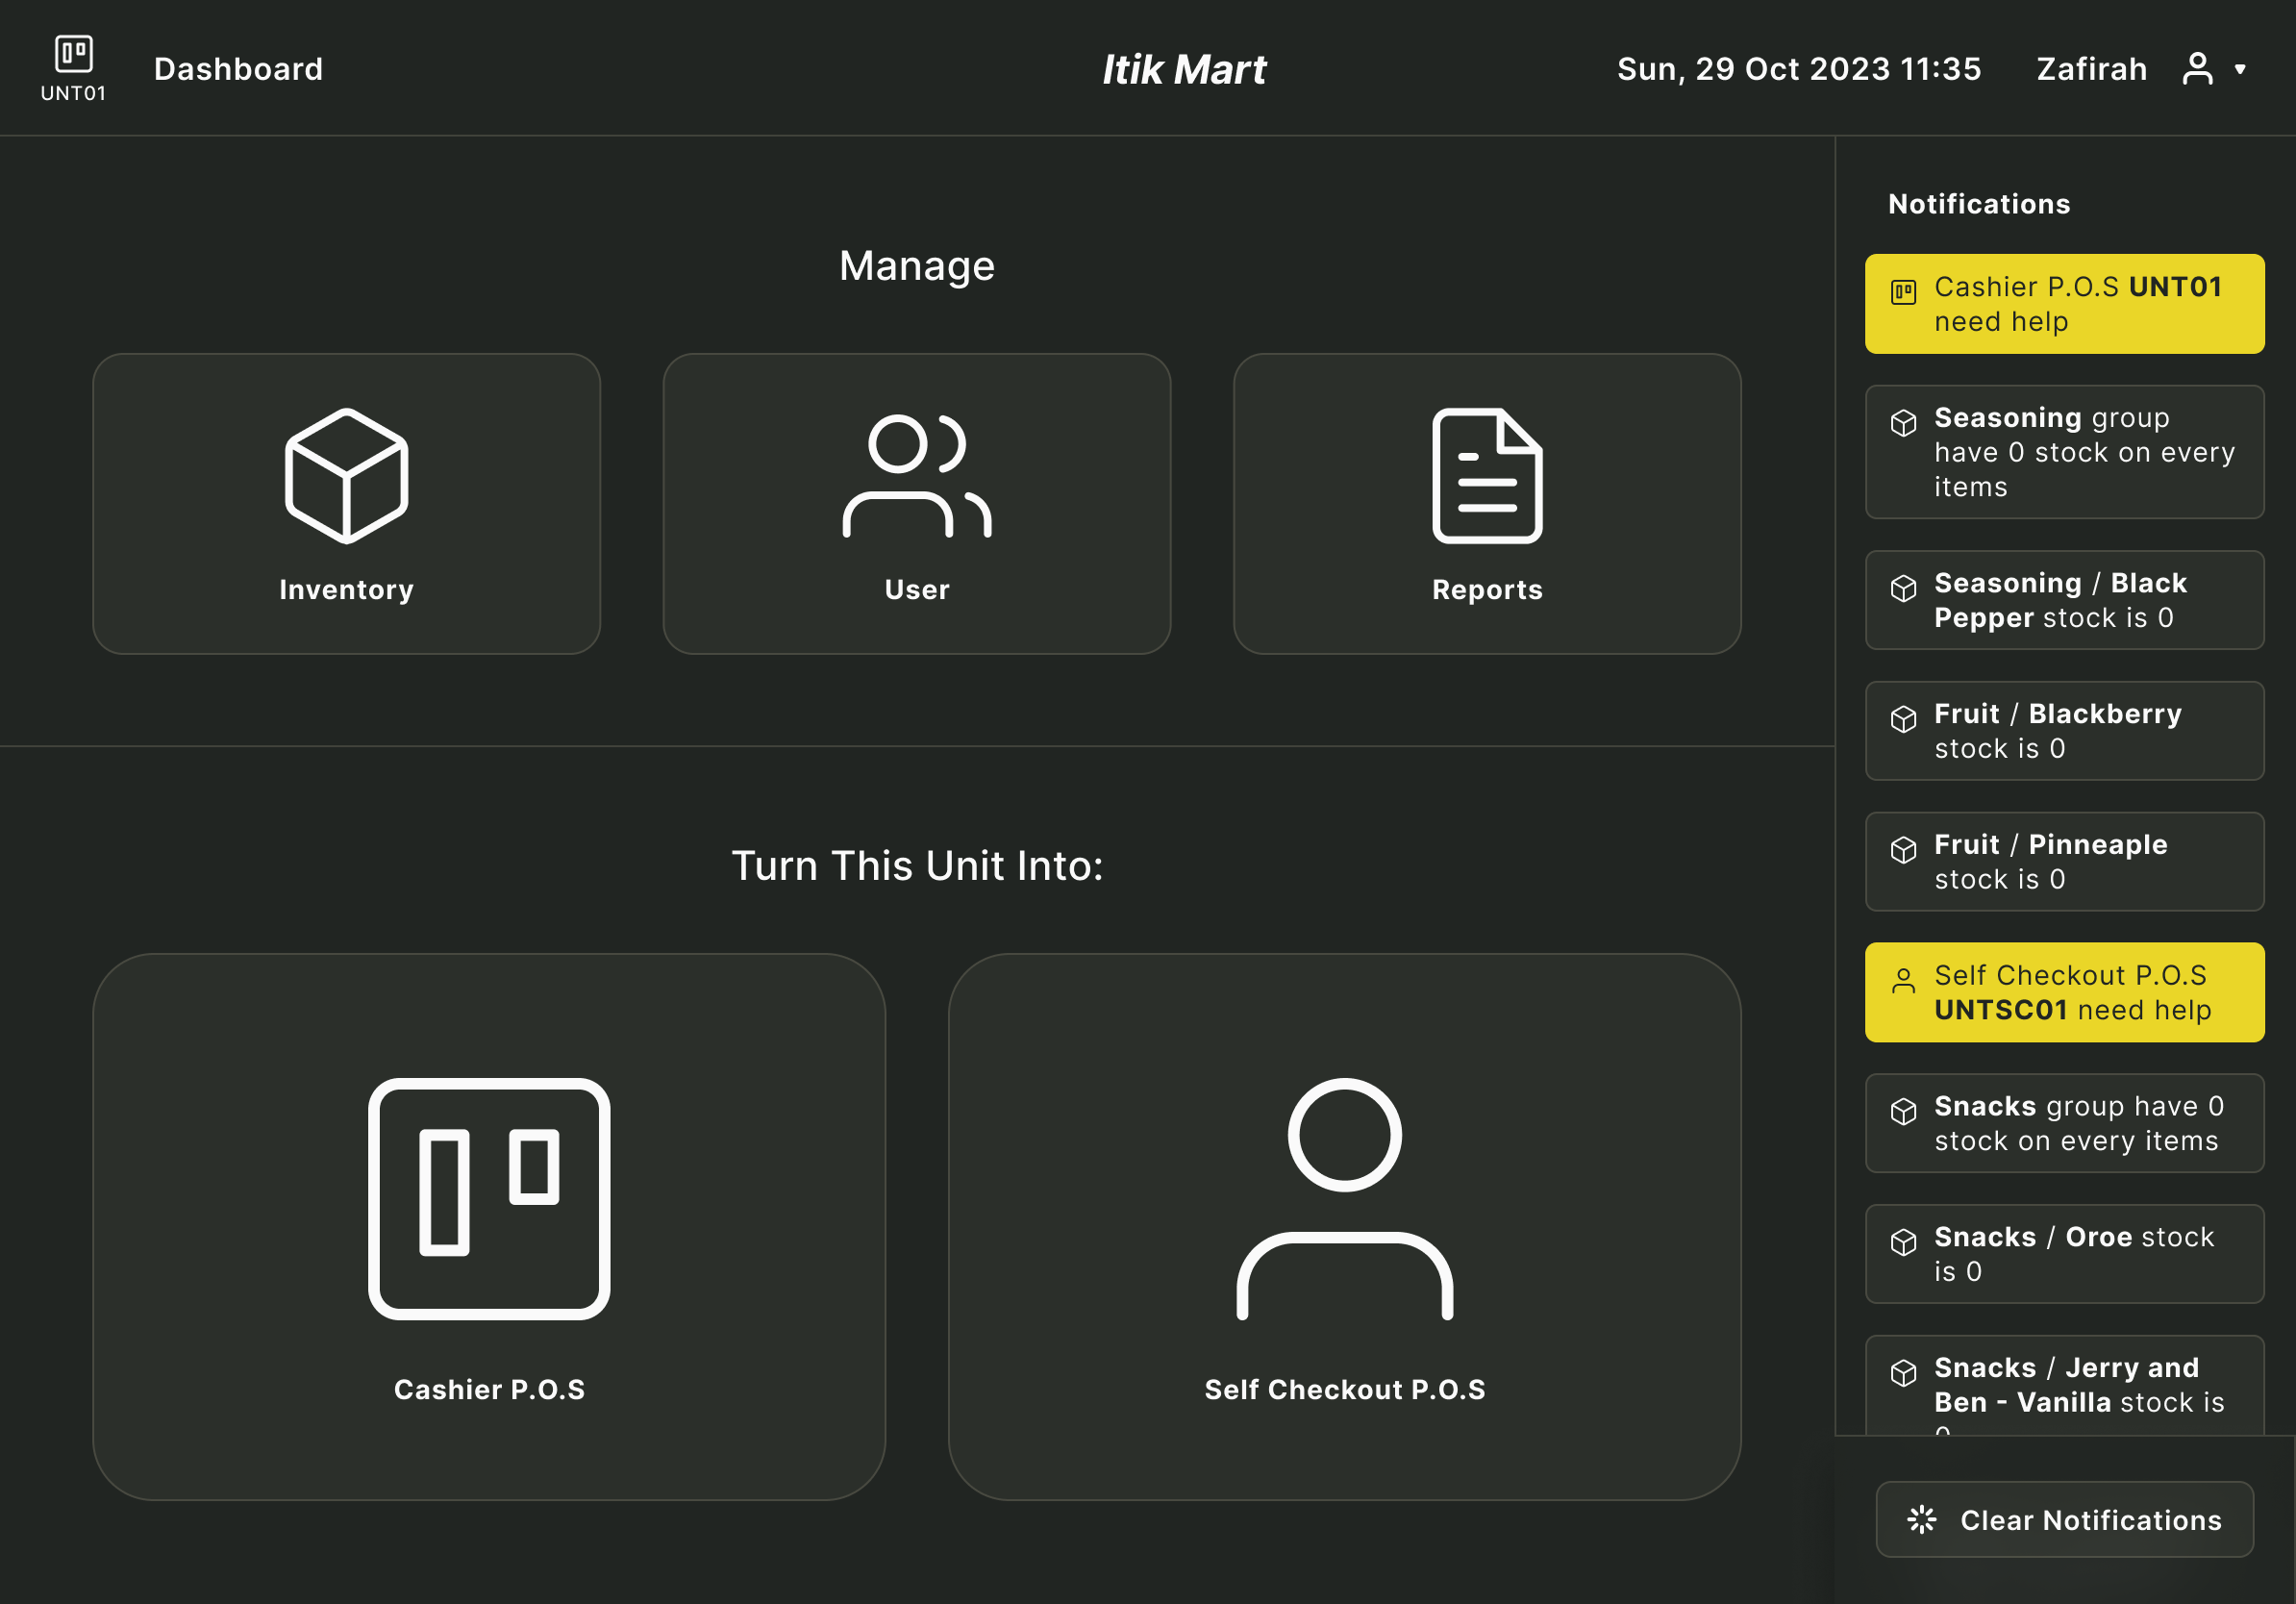 UNT01
Dashboard
Itik Mart
Sun, 29 Oct 2023 11:35
Zafirah
Manage
Inventory
User
Reports
Turn This Unit Into:
Cashier P.O.S
Self Checkout P.O.S
Notifications
Cashier P.O.S UNT01
need help
Seasoning group
have 0 stock on every
items
Seasoning / Black
Pepper stock is 0
Fruit / Blackberry
stock is 0
Fruit / Pinneaple
stock is 0
Self Checkout P.O.S
UNTSC01 need help
Snacks group have 0
stock on every items
Snacks / Oroe stock
is 0
Snacks / Jerry and
Ben - Vanilla stock is
Clear Notifications